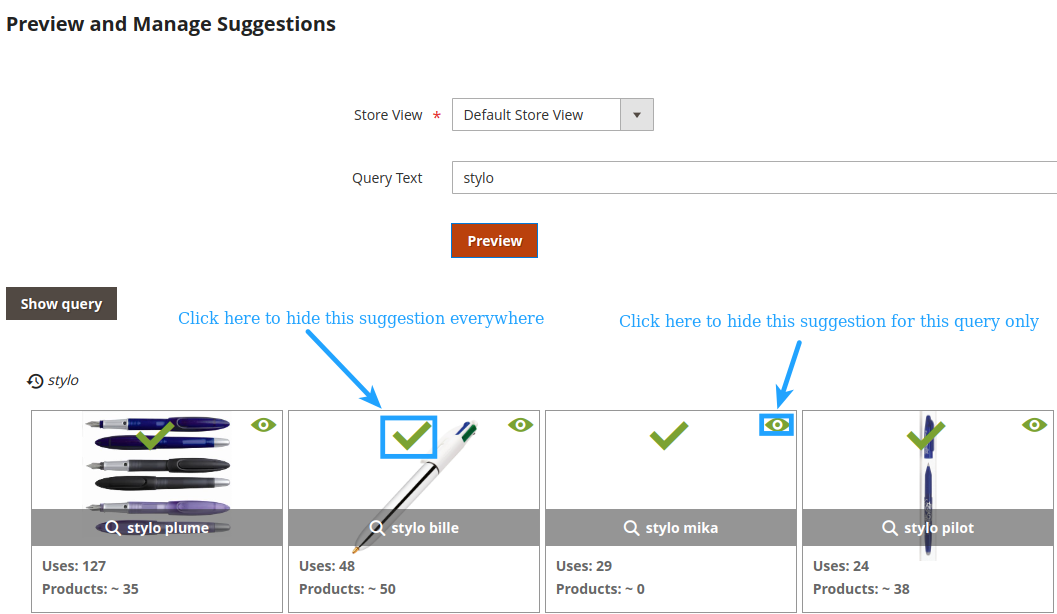 Preview and Manage Suggestions
Store View *
Default Store View
Query Text
stylo
Preview
Show query
Click here to hide this suggestion everywhere
Click here to hide this suggestion for this query only
stylo
stylo plume
stylo bille
stylo mika
stylo pilot
Uses: 127
Products: ~ 35
Uses: 48
Products: ~ 50
Uses: 29
Products: ~ 0
Uses: 24
Products: ~ 38